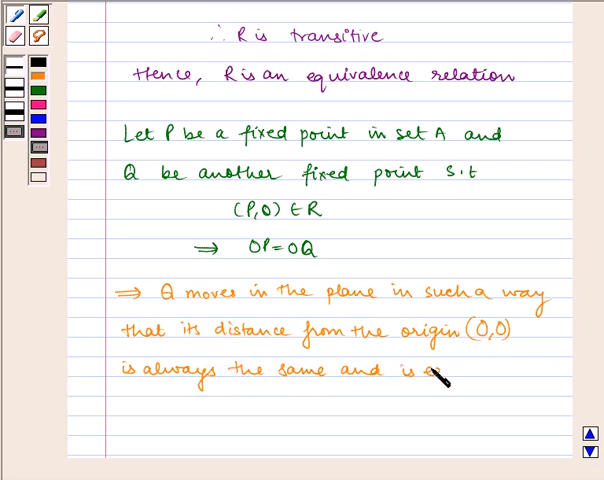 ∴ R is transitive
Hence, R is an equivalence relation
Let P be a fixed point in set A and
Q be another fixed point s.t
(P,O) ∈ R
⇒ OP=OQ
⇒ Q moves in the plane in such a way
that its distance from the origin (0,0)
is always the same and is e